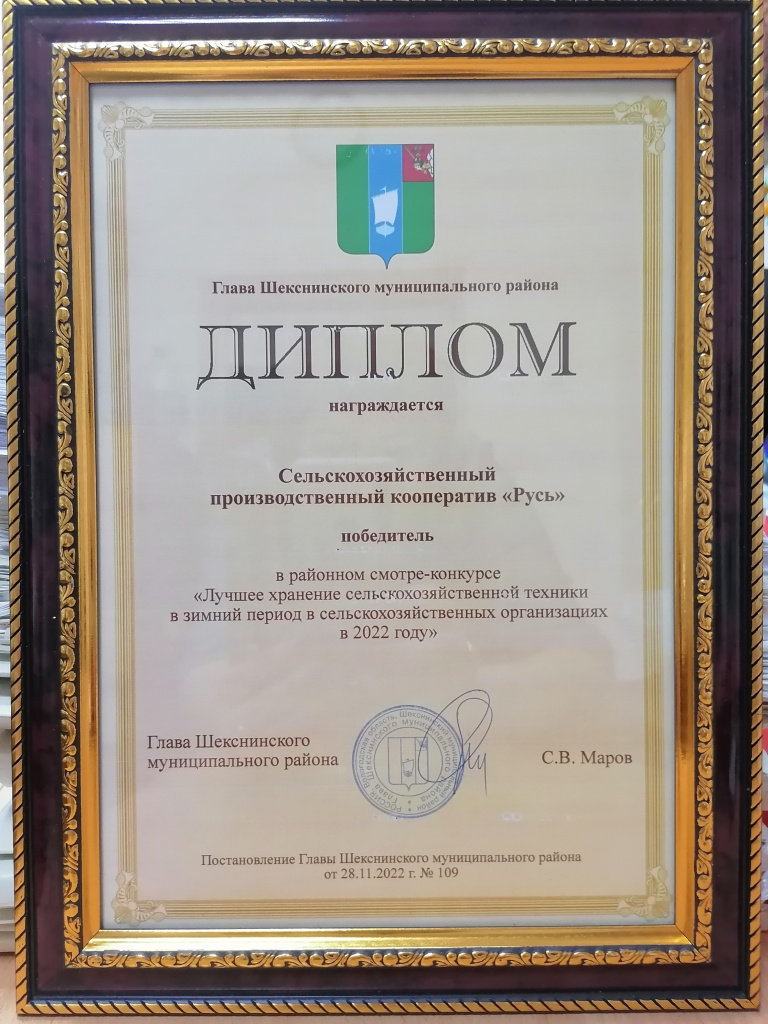 Глава Шекснинского муниципального района
ДИПЛОМ
награждается
Сельскохозяйственный
производственный кооператив «Русь»
победитель
в районном смотре-конкурсе
«Лучшее хранение сельскохозяйственной техники
в зимний период в сельскохозяйственных организациях
в 2022 году»
Глава Шекснинского
муниципального района
С.В. Маров
Постановление Главы Шекснинского муниципального района
от 28.11.2022 г. № 109